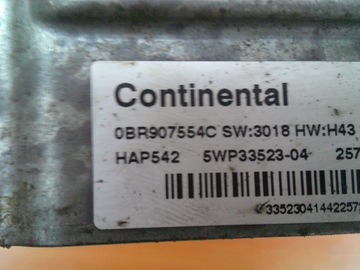 Continental
0BR907554C SW:3018 HW:H43
HAP542 5WP33523-04 257